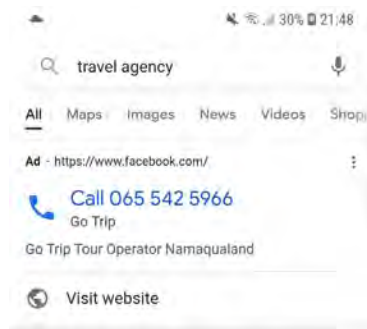 30% 21:48
travel agency
All Maps Images News Videos Shopp
Ad · https://www.facebook.com/
Call 065 542 5966
Go Trip
Go Trip Tour Operator Namaqualand
Visit website